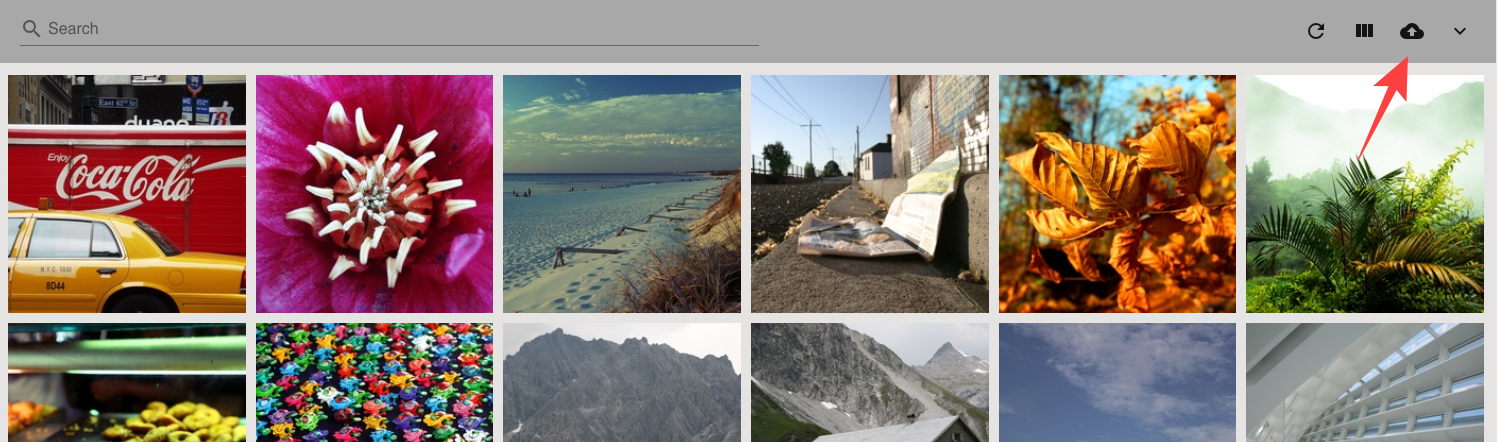 Search
East 42nd St
duane
Enjoy
Coca-Cola
N.Y.C. TAXI
8D44